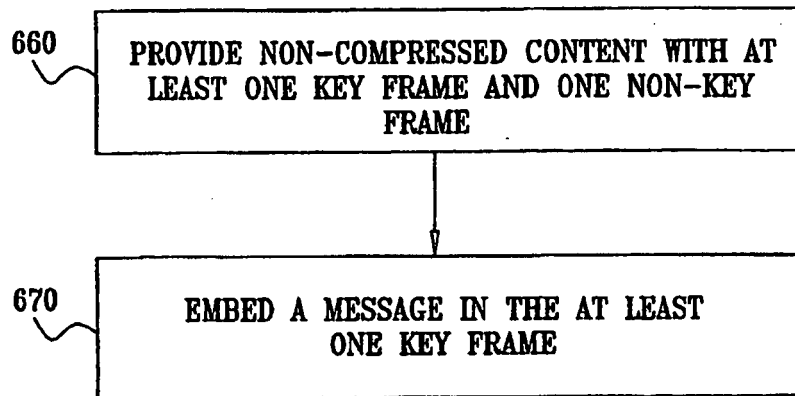 660
PROVIDE NON-COMPRESSED CONTENT WITH AT
LEAST ONE KEY FRAME AND ONE NON-KEY
FRAME
670
EMBED A MESSAGE IN THE AT LEAST
ONE KEY FRAME